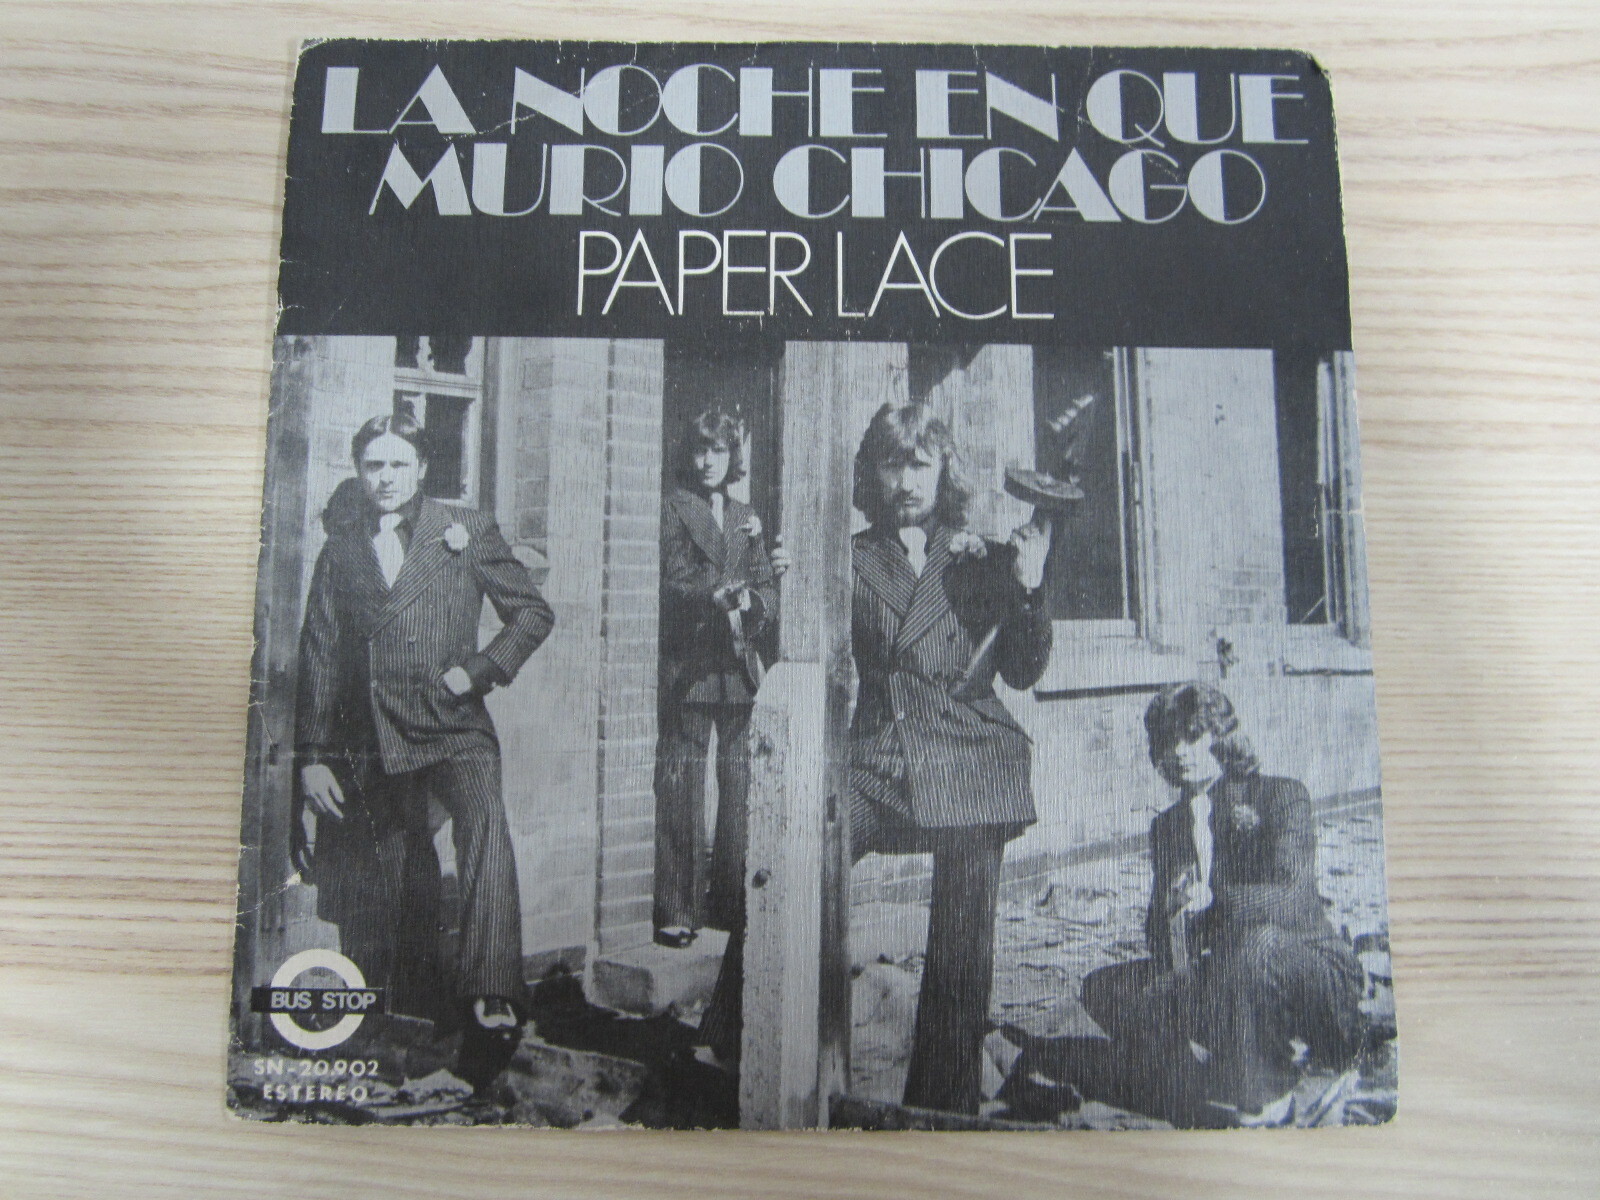 LA NOCHE EN QUE
MURIO CHICAGO
PAPER LACE
BUS STOP
SN-20.902
ESTEREO